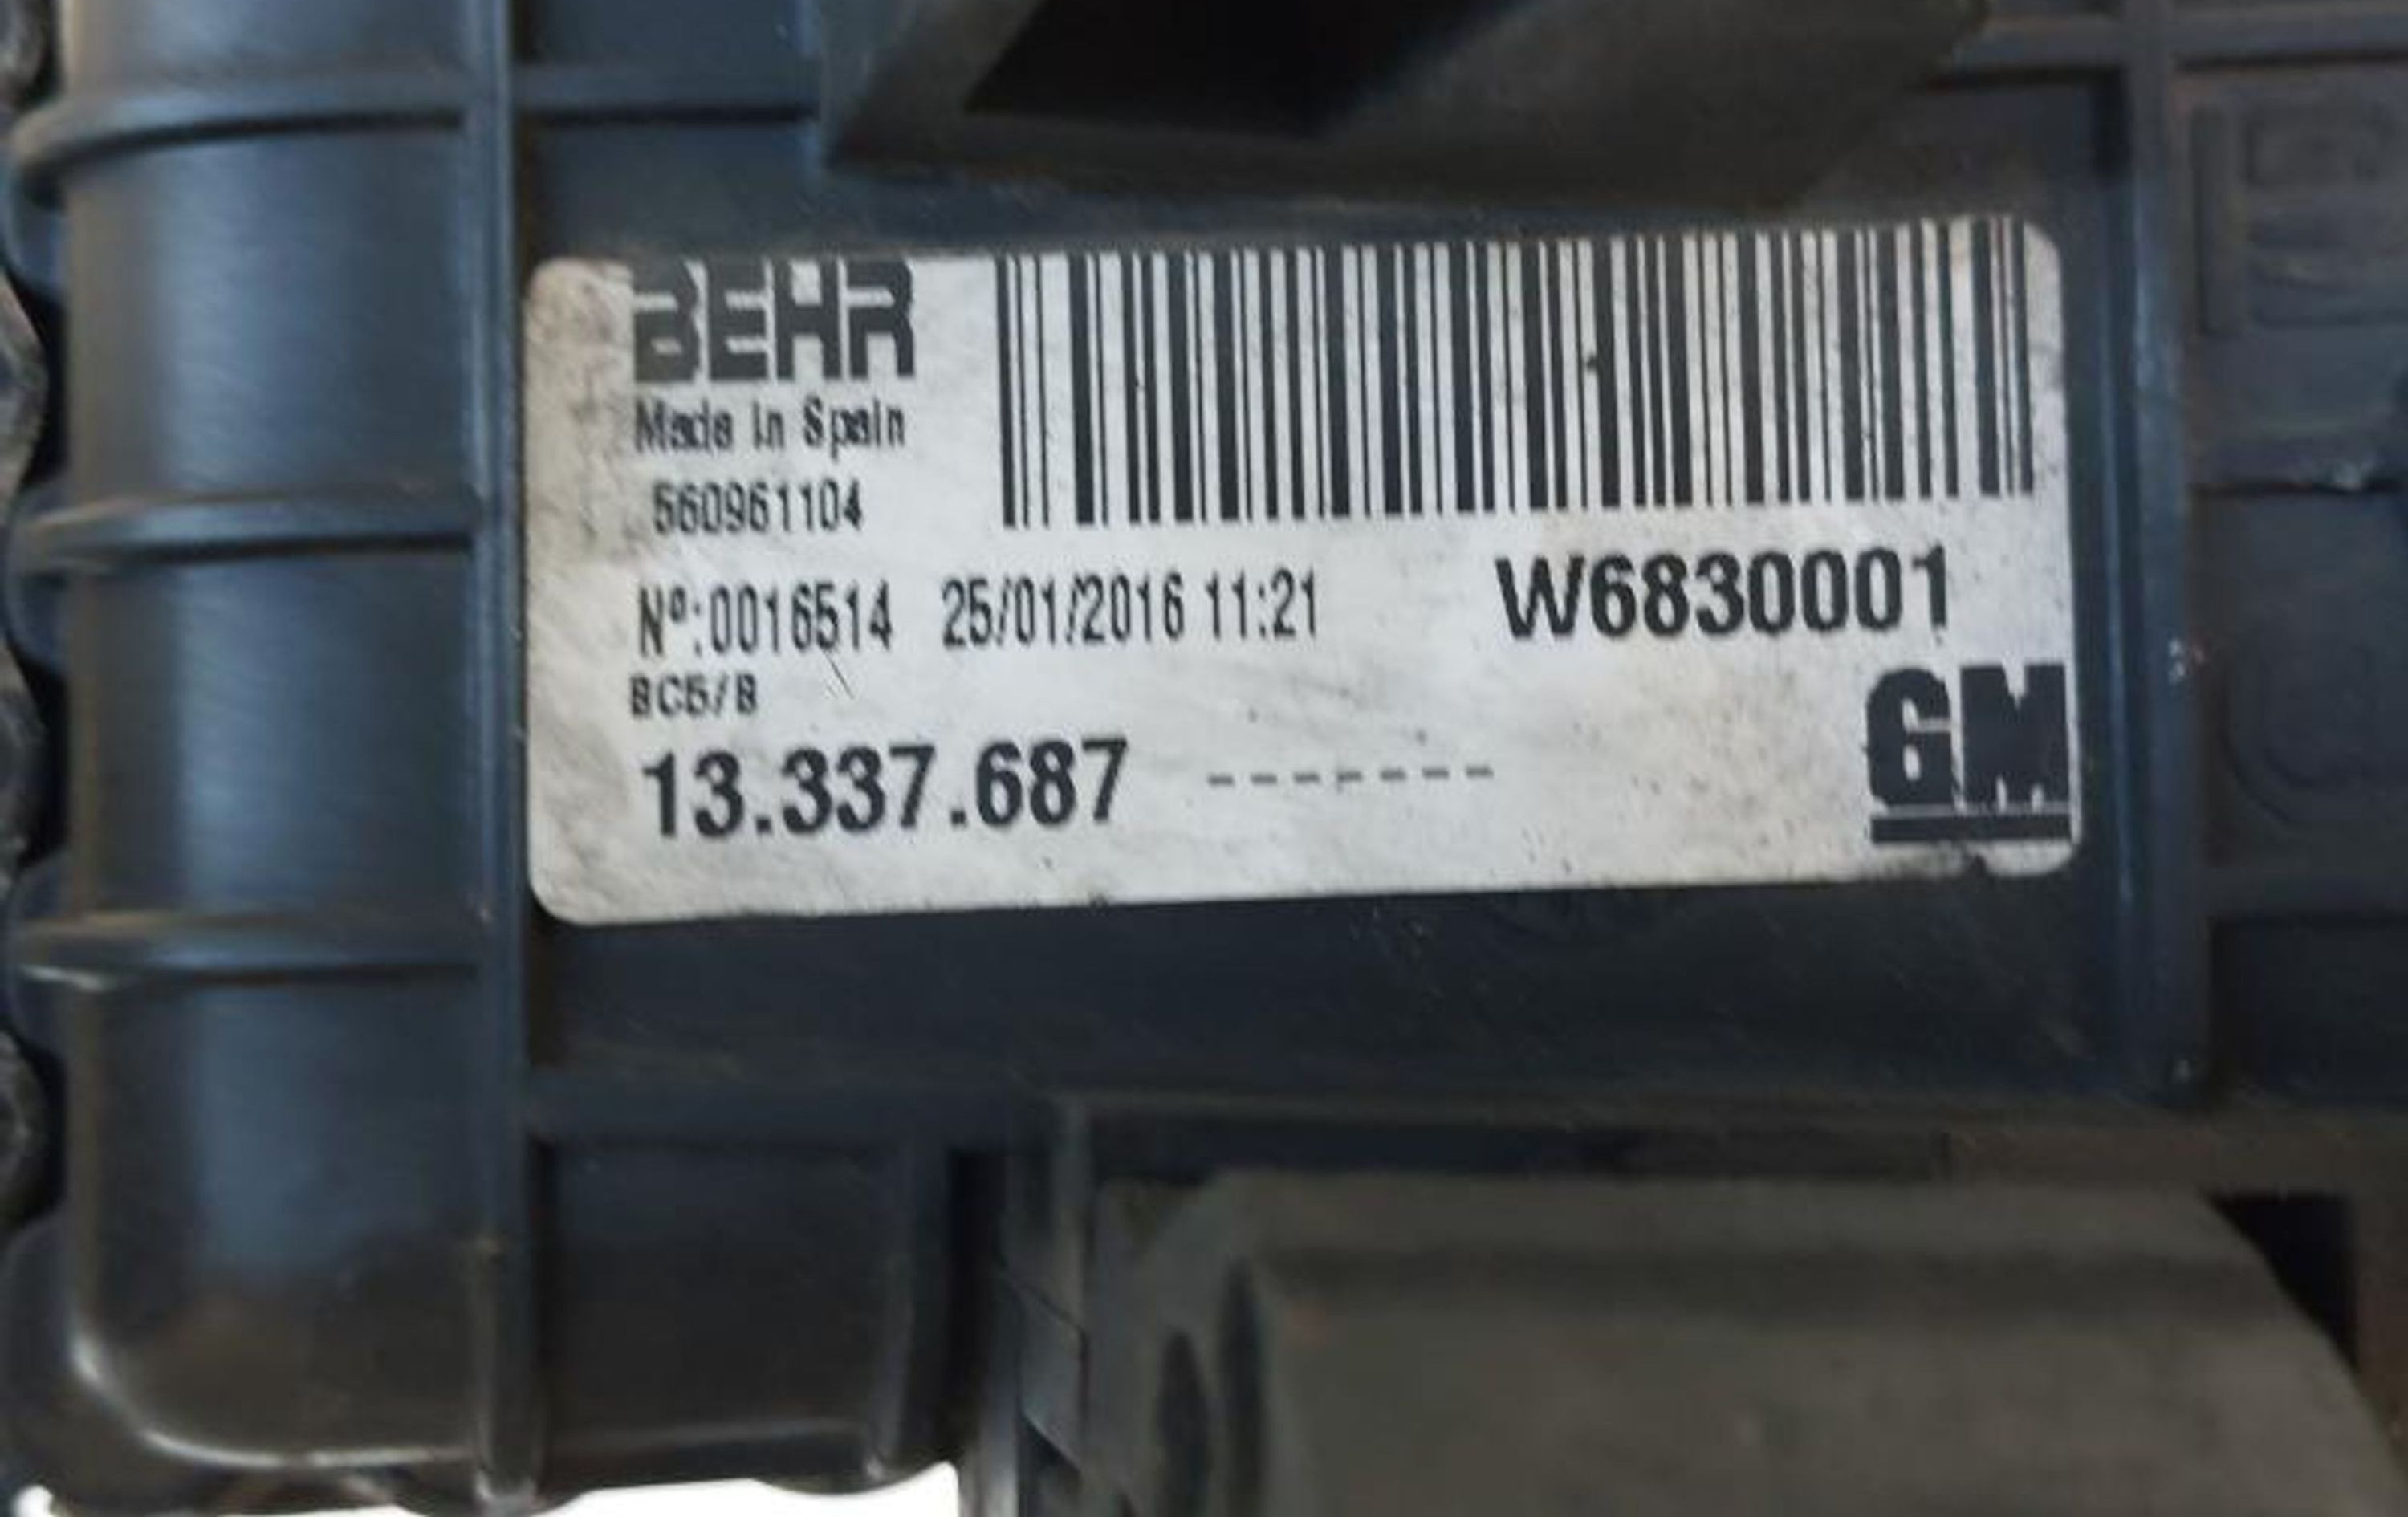 BEHR
Made in Spain
560961104
Nº:0016514 25/01/2016 11:21 W6830001
BC5/B
13.337.687 -------
GM